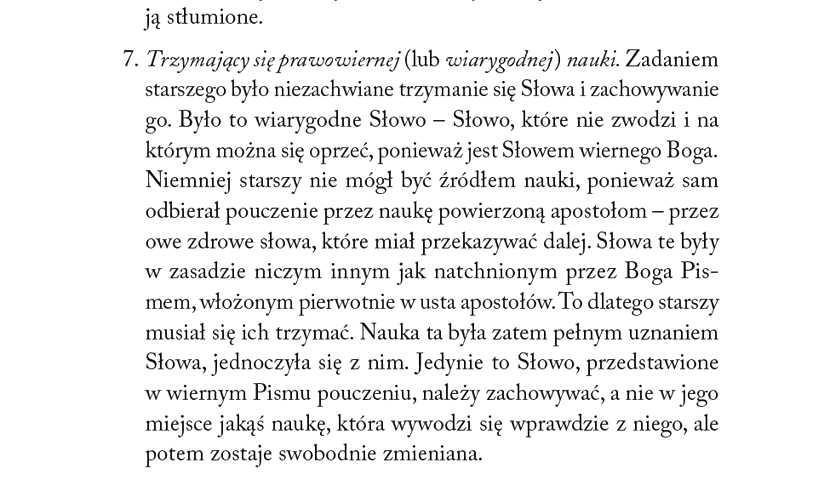 ją stłumione.
7. Trzymający się prawowiernej (lub wiarygodnej) nauki. Zadaniem
starszego było niezachwiane trzymanie się Słowa i zachowywanie
go. Było to wiarygodne Słowo – Słowo, które nie zwodzi i na
którym można się oprzeć, ponieważ jest Słowem wiernego Boga.
Niemniej starszy nie mógł być źródłem nauki, ponieważ sam
odbierał pouczenie przez naukę powierzoną apostołom – przez
owe zdrowe słowa, które miał przekazywać dalej. Słowa te były
w zasadzie niczym innym jak natchnionym przez Boga Pis-
mem, włożonym pierwotnie w usta apostołów. To dlatego starszy
musiał się ich trzymać. Nauka ta była zatem pełnym uznaniem
Słowa, jednoczyła się z nim. Jedynie to Słowo, przedstawione
w wiernym Pismu pouczeniu, należy zachowywać, a nie w jego
miejsce jakąś naukę, która wywodzi się wprawdzie z niego, ale
potem zostaje swobodnie zmieniana.